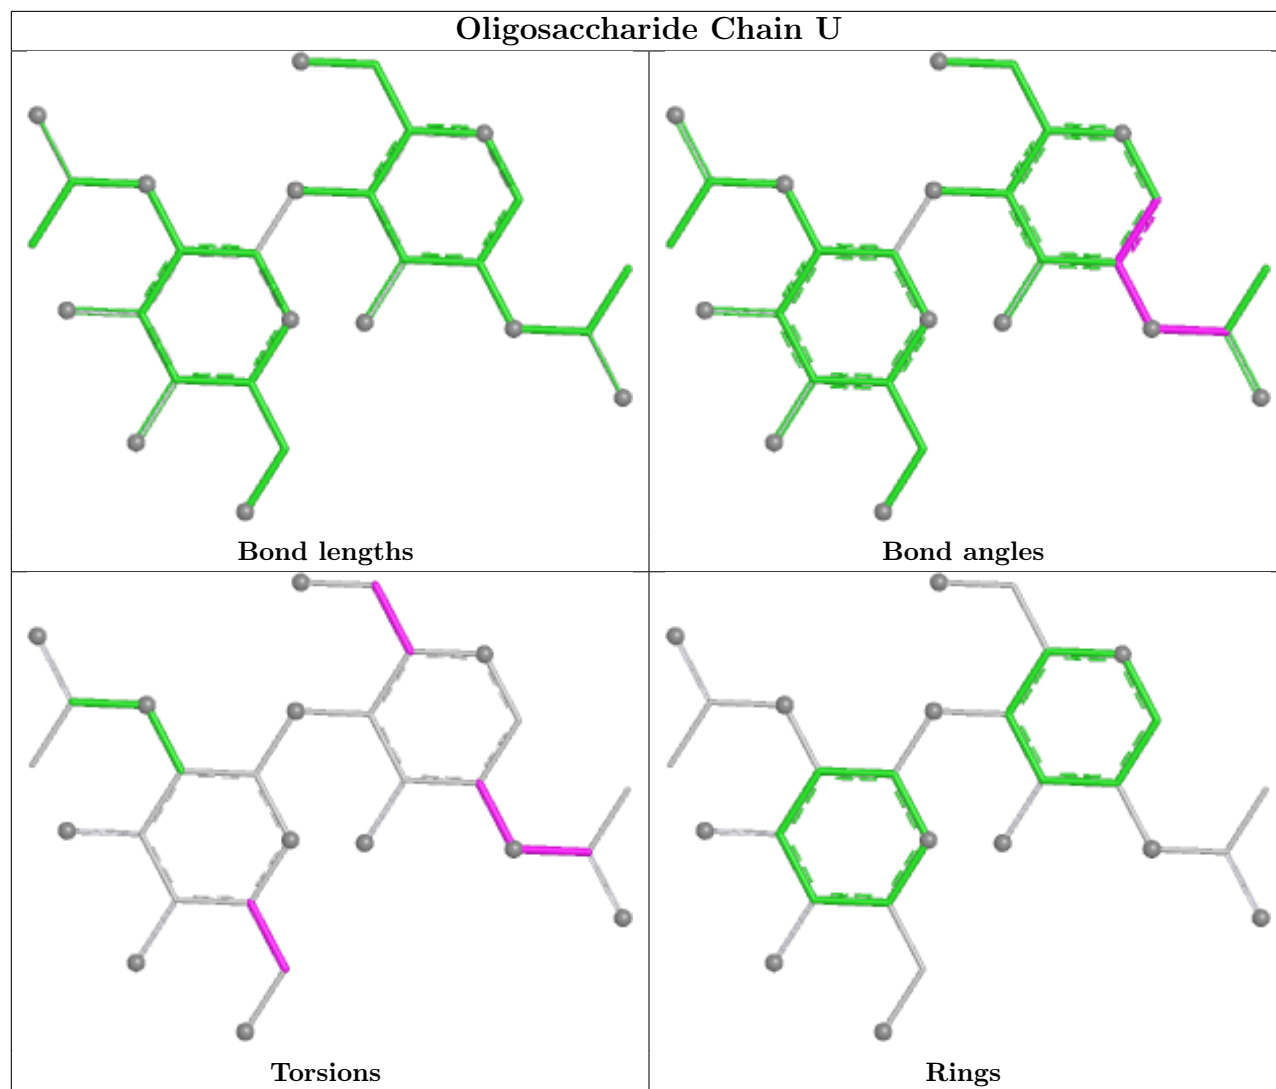 Oligosaccharide Chain U
Bond lengths
Bond angles
Torsions
Rings